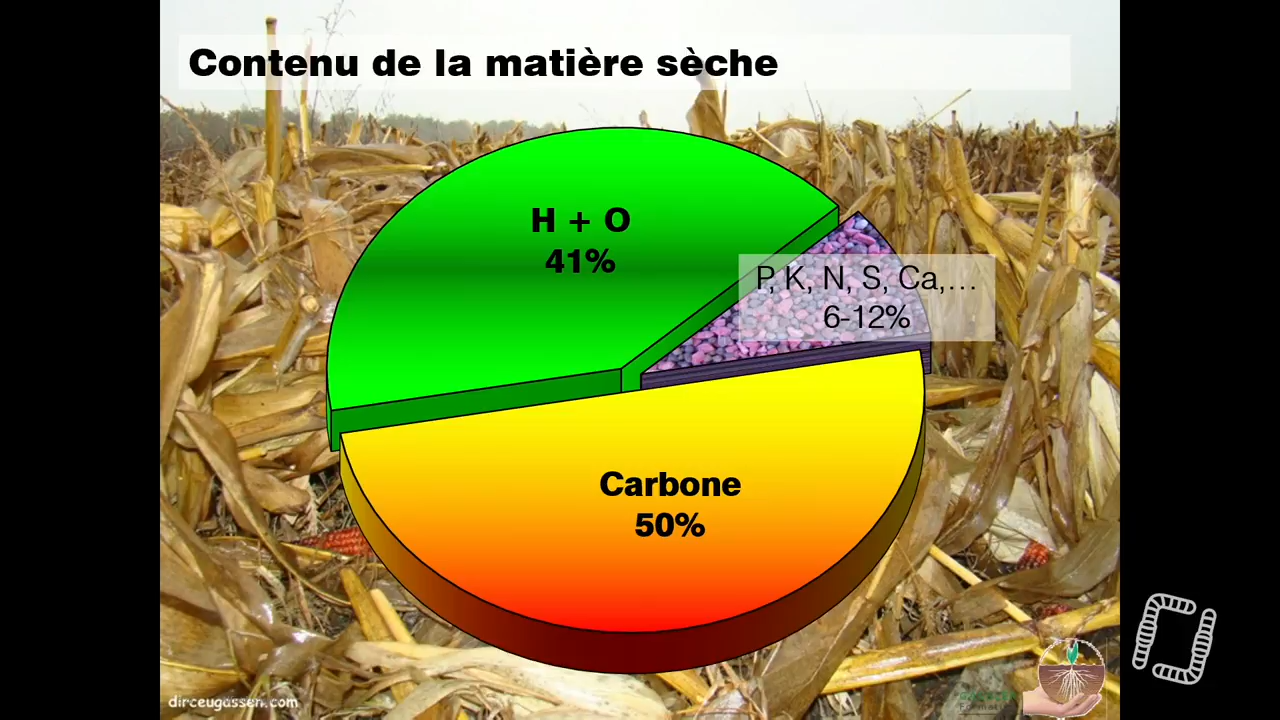 Contenu de la matière sèche
H + O
41%
P, K, N, S, Ca,...
6-12%
Carbone
50%
dirceugassen.com